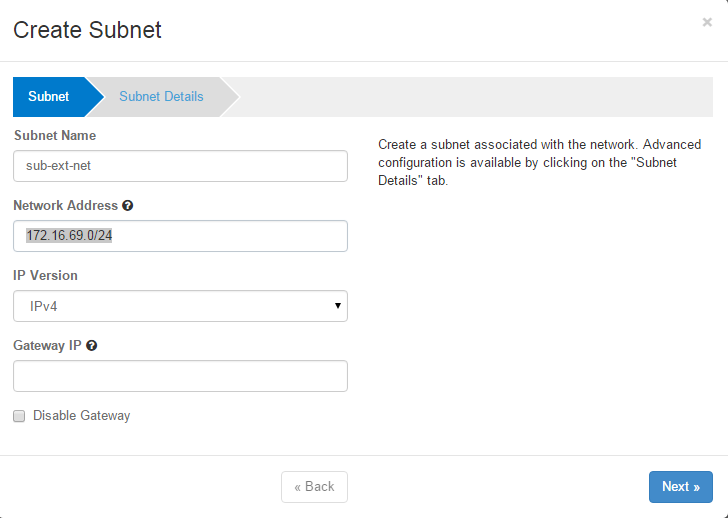 Create Subnet
×
Subnet
Subnet Details
Subnet Name
sub-ext-net
Create a subnet associated with the network. Advanced
configuration is available by clicking on the "Subnet
Details" tab.
Network Address ?
172.16.69.0/24
IP Version
IPv4
Gateway IP ?
Disable Gateway
« Back
Next »